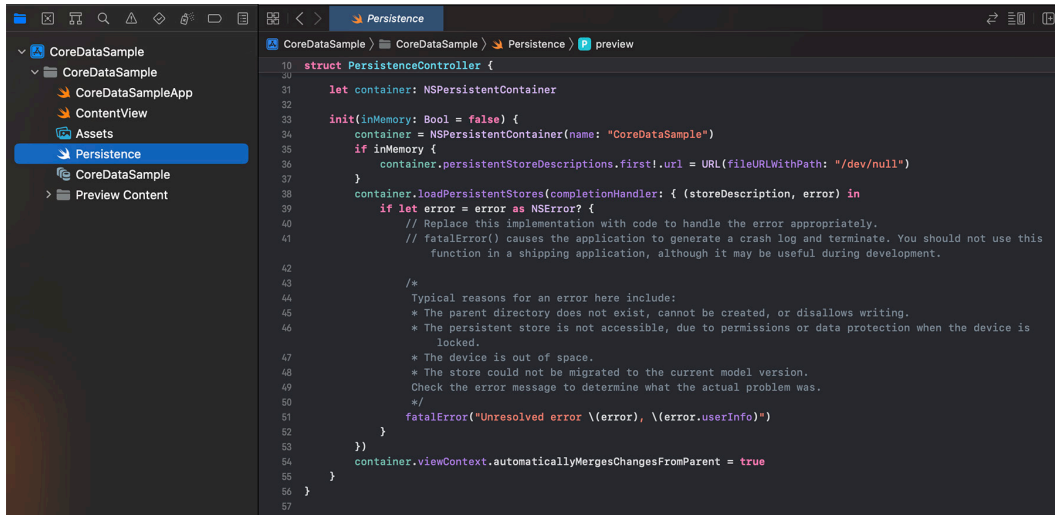 Persistence
CoreDataSample
CoreDataSample
CoreDataSampleApp
ContentView
Assets
Persistence
CoreDataSample
Preview Content
CoreDataSample 〉 CoreDataSample 〉 Persistence 〉 P preview
10 struct PersistenceController {
30
31 let container: NSPersistentContainer
32
33 init(inMemory: Bool = false) {
34 container = NSPersistentContainer(name: "CoreDataSample")
35 if inMemory {
36 container.persistentStoreDescriptions.first!.url = URL(fileURLWithPath: "/dev/null")
37 }
38 container.loadPersistentStores(completionHandler: { (storeDescription, error) in
39 if let error = error as NSError? {
40 // Replace this implementation with code to handle the error appropriately.
41 // fatalError() causes the application to generate a crash log and terminate. You should not use this
function in a shipping application, although it may be useful during development.
42
43 /*
44 Typical reasons for an error here include:
45 * The parent directory does not exist, cannot be created, or disallows writing.
46 * The persistent store is not accessible, due to permissions or data protection when the device is
locked.
47 * The device is out of space.
48 * The store could not be migrated to the current model version.
49 Check the error message to determine what the actual problem was.
50 */
51 fatalError("Unresolved error \(error), \(error.userInfo)")
52 }
53 })
54 container.viewContext.automaticallyMergesChangesFromParent = true
55 }
56 }
57